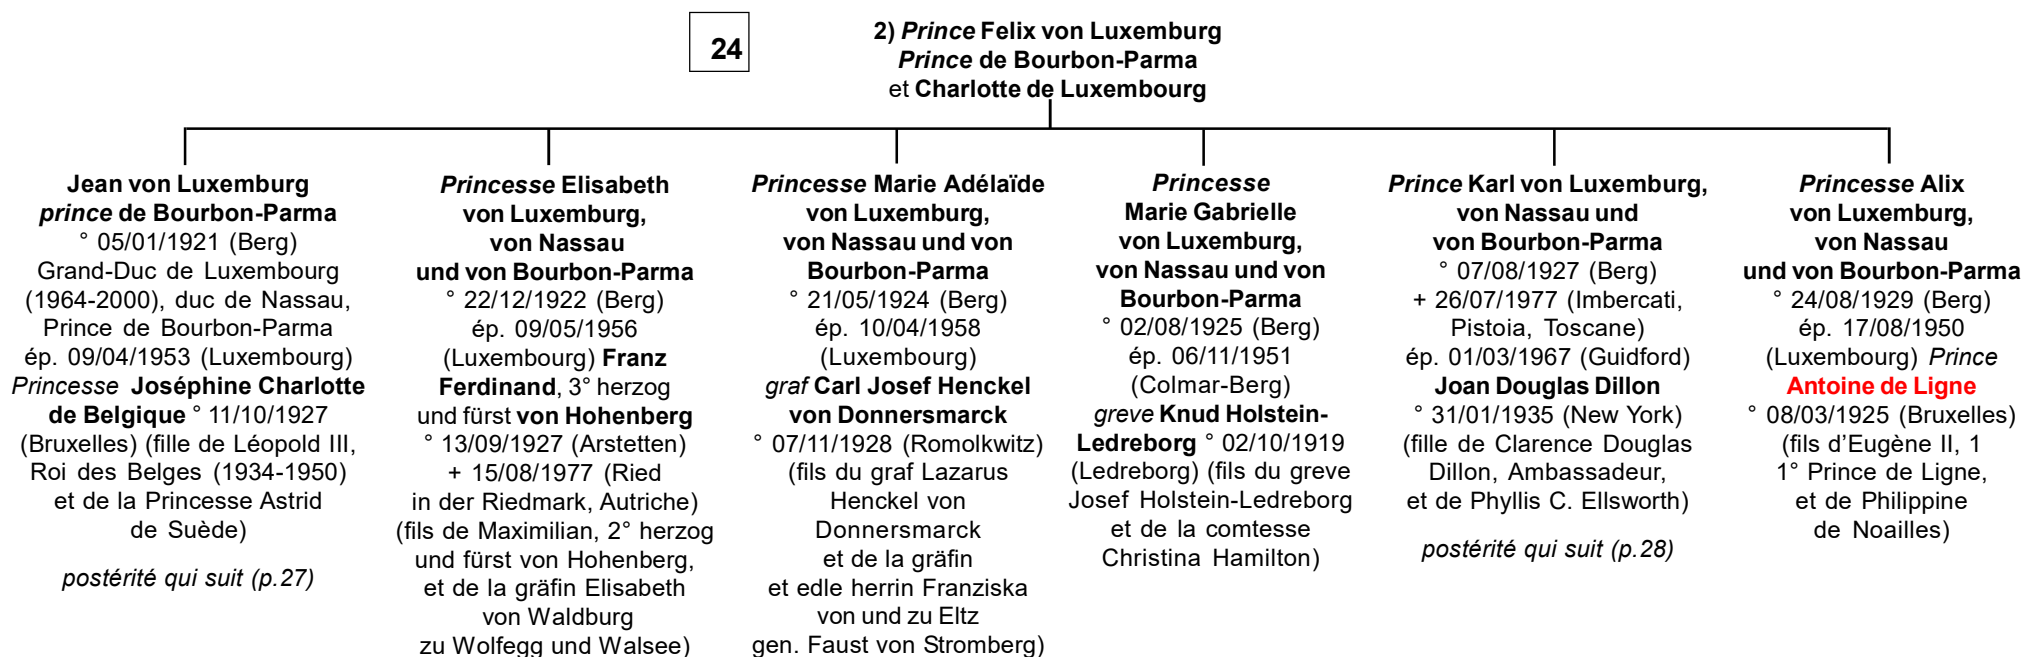 24
2) Prince Felix von Luxemburg
Prince de Bourbon-Parma
et Charlotte de Luxembourg
Jean von Luxemburg
prince de Bourbon-Parma
° 05/01/1921 (Berg)
Grand-Duc de Luxembourg
(1964-2000), duc de Nassau,
Prince de Bourbon-Parma
ép. 09/04/1953 (Luxembourg)
Princesse Joséphine Charlotte
de Belgique ° 11/10/1927
(Bruxelles) (fille de Léopold III,
Roi des Belges (1934-1950)
et de la Princesse Astrid
de Suède)
postérité qui suit (p.27)
Princesse Elisabeth
von Luxemburg,
von Nassau
und von Bourbon-Parma
° 22/12/1922 (Berg)
ép. 09/05/1956
(Luxembourg) Franz
Ferdinand, 3° herzog
und fürst von Hohenberg
° 13/09/1927 (Arstetten)
+ 15/08/1977 (Ried
in der Riedmark, Autriche)
(fils de Maximilian, 2° herzog
und fürst von Hohenberg,
et de la gräfin Elisabeth
von Waldburg
zu Wolfegg und Walsee)
Princesse Marie Adélaïde
von Luxemburg,
von Nassau und von
Bourbon-Parma
° 21/05/1924 (Berg)
ép. 10/04/1958
(Luxembourg)
graf Carl Josef Henckel
von Donnersmarck
° 07/11/1928 (Romolkwitz)
(fils du graf Lazarus
Henckel von
Donnersmarck
et de la gräfin
et edle herrin Franziska
von und zu Eltz
gen. Faust von Stromberg)
Princesse
Marie Gabrielle
von Luxemburg,
von Nassau und von
Bourbon-Parma
° 02/08/1925 (Berg)
ép. 06/11/1951
(Colmar-Berg)
greve Knud Holstein-
Ledreborg ° 02/10/1919
(Ledreborg) (fils du greve
Josef Holstein-Ledreborg
et de la comtesse
Christina Hamilton)
Prince Karl von Luxemburg,
von Nassau und
von Bourbon-Parma
° 07/08/1927 (Berg)
+ 26/07/1977 (Imbercati,
Pistoia, Toscane)
ép. 01/03/1967 (Guidford)
Joan Douglas Dillon
° 31/01/1935 (New York)
(fille de Clarence Douglas
Dillon, Ambassadeur,
et de Phyllis C. Ellsworth)
postérité qui suit (p.28)
Princesse Alix
von Luxemburg,
von Nassau
und von Bourbon-Parma
° 24/08/1929 (Berg)
ép. 17/08/1950
(Luxembourg) Prince
Antoine de Ligne
° 08/03/1925 (Bruxelles)
(fils d'Eugène II, 1
1° Prince de Ligne,
et de Philippine
de Noailles)